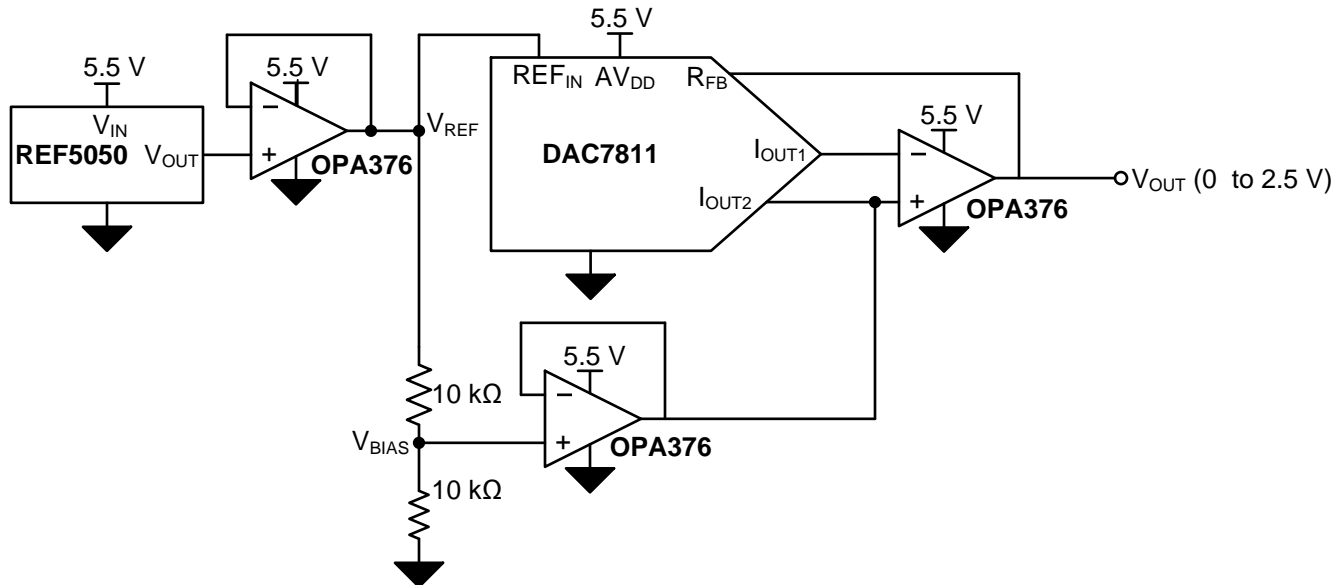 5.5 V
V_IN
REF5050
V_OUT
5.5 V
−
+
OPA376
V_REF
5.5 V
REF_IN
AV_DD
R_FB
DAC7811
I_OUT1
I_OUT2
5.5 V
−
+
OPA376
V_OUT (0 to 2.5 V)
10 kΩ
V_BIAS
10 kΩ
5.5 V
−
+
OPA376